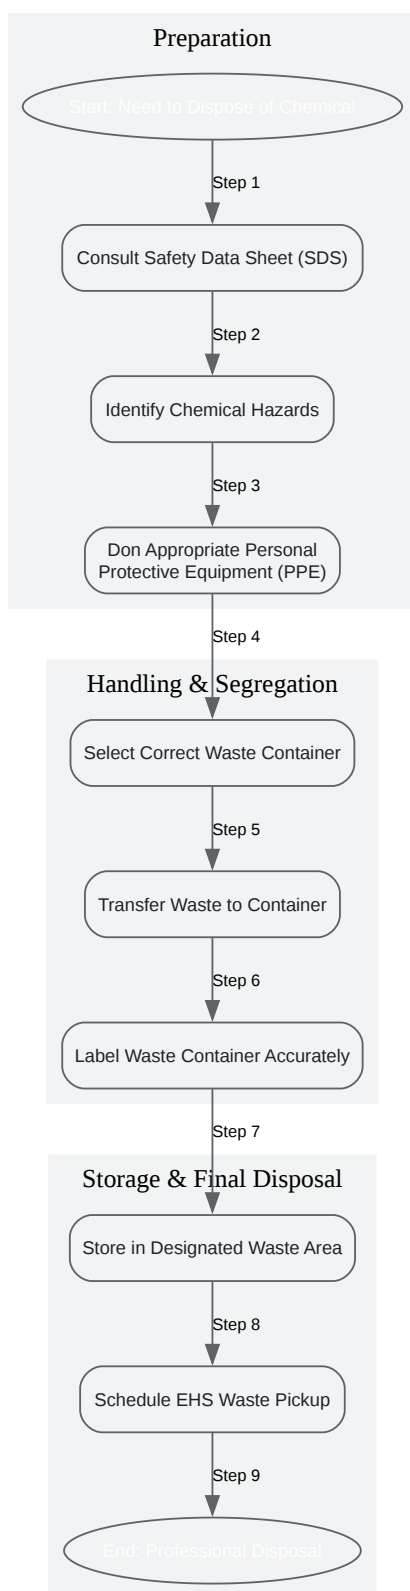 Preparation
Start: Need to Dispose of Chemical
Step 1
Consult Safety Data Sheet (SDS)
Step 2
Identify Chemical Hazards
Step 3
Don Appropriate Personal
Protective Equipment (PPE)
Step 4
Handling & Segregation
Select Correct Waste Container
Step 5
Transfer Waste to Container
Step 6
Label Waste Container Accurately
Step 7
Storage & Final Disposal
Store in Designated Waste Area
Step 8
Schedule EHS Waste Pickup
Step 9
End: Professional Disposal